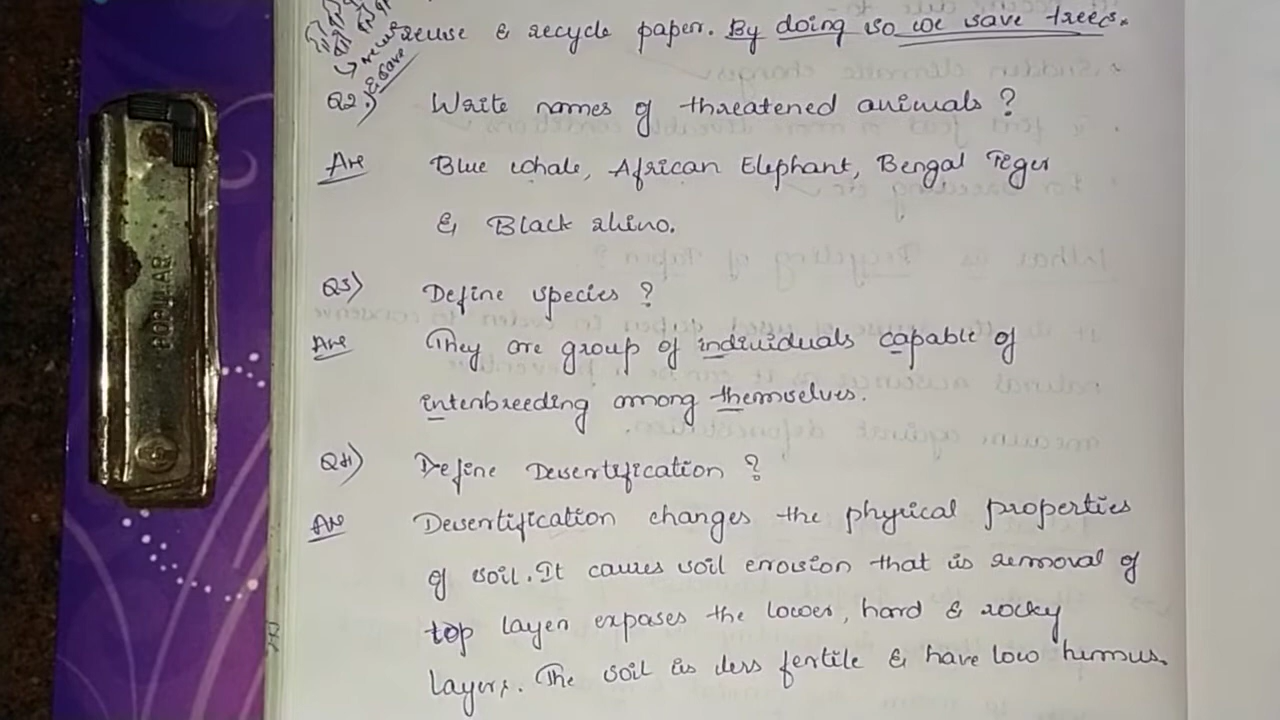 reuse & recycle paper. By doing so we save trees.
& save
Q2) Write names of threatened animals ?
Ans Blue whale, African Elephant, Bengal Teger
& Black rhino.
Q3) Define species ?
Ans They are group of individuals capable of
interbreeding among themselves.
Q4) Define Desertification ?
Ans Desertification changes the physical properties
of soil. It causes soil erosion that is removal of
top layer exposes the lower, hard & rocky
layers. The soil is less fertile & have low humus.
POPULAR